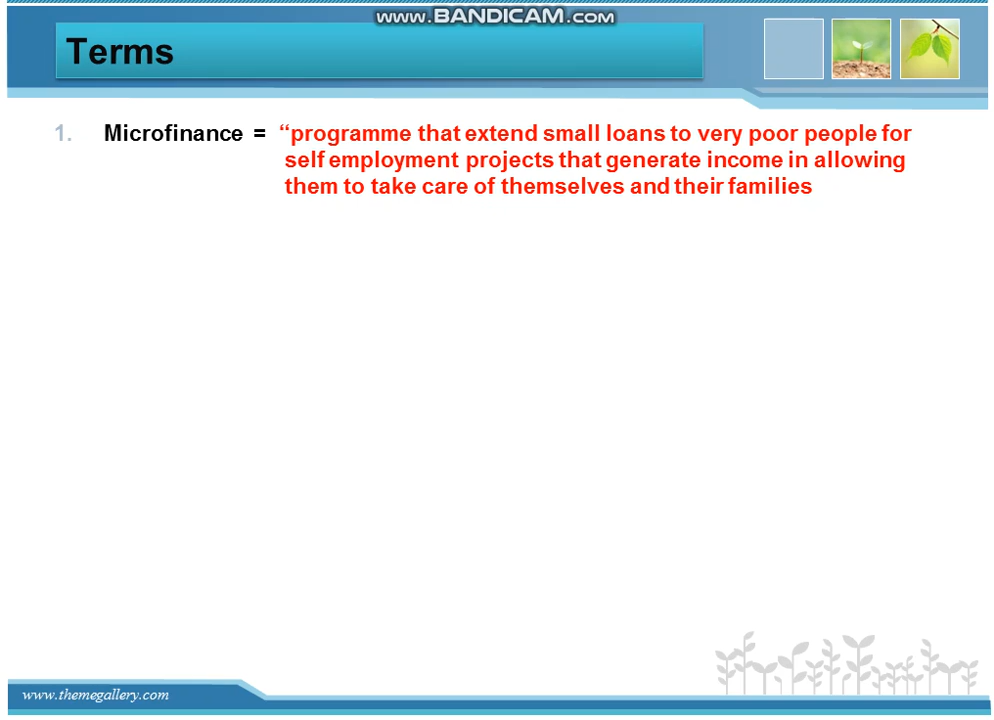 www.BANDICAM.com
Terms
1. Microfinance = “programme that extend small loans to very poor people for
self employment projects that generate income in allowing
them to take care of themselves and their families
www.themegallery.com